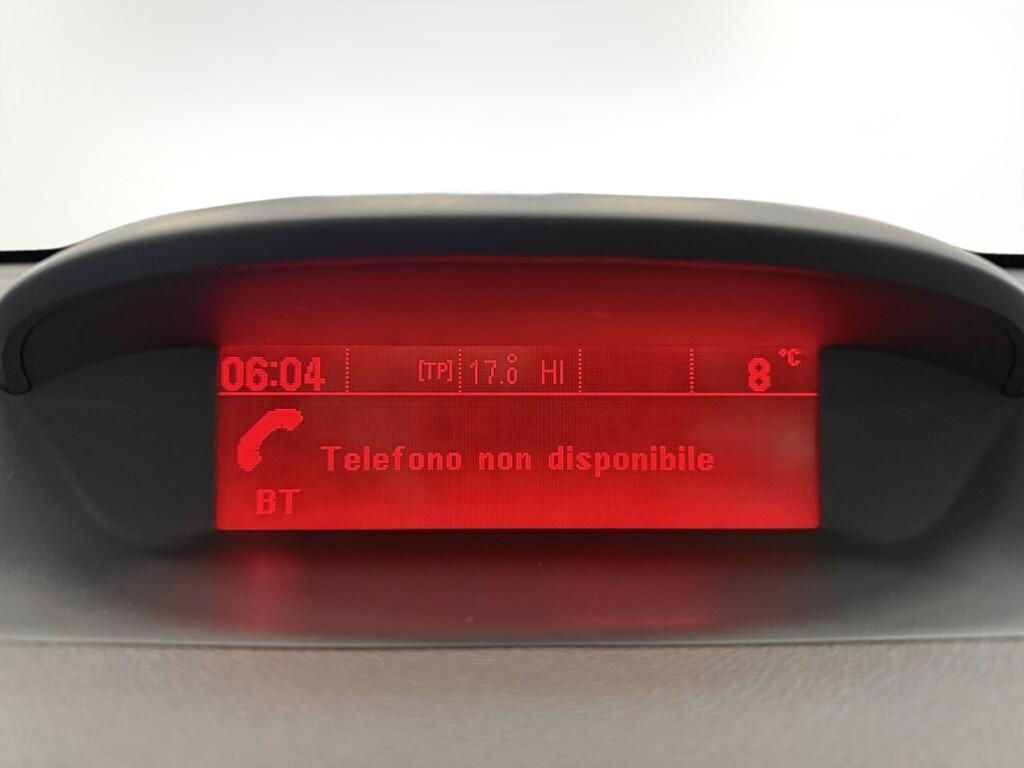 06:04 [TP] 17.0° HI 8 °C
Telefono non disponibile
BT